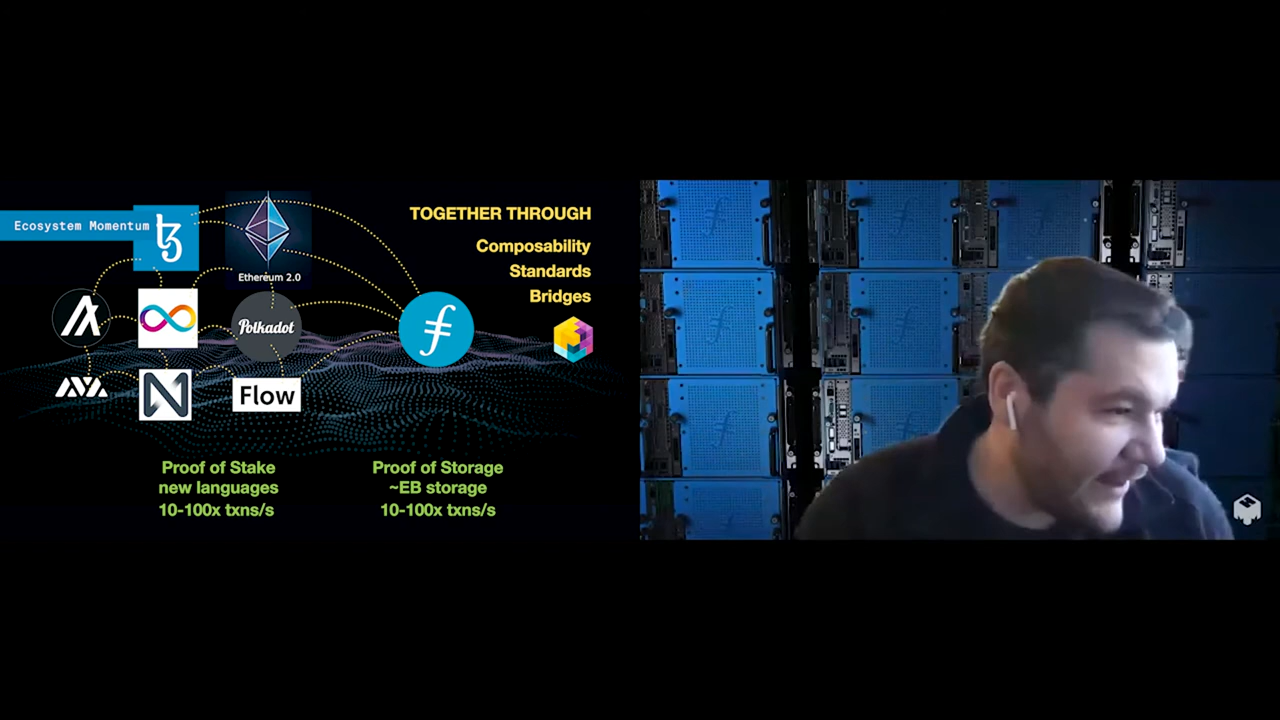 Ecosystem Momentum
Ethereum 2.0
Polkadot
Flow
TOGETHER THROUGH
Composability
Standards
Bridges
Proof of Stake
new languages
10-100x txns/s
Proof of Storage
~EB storage
10-100x txns/s